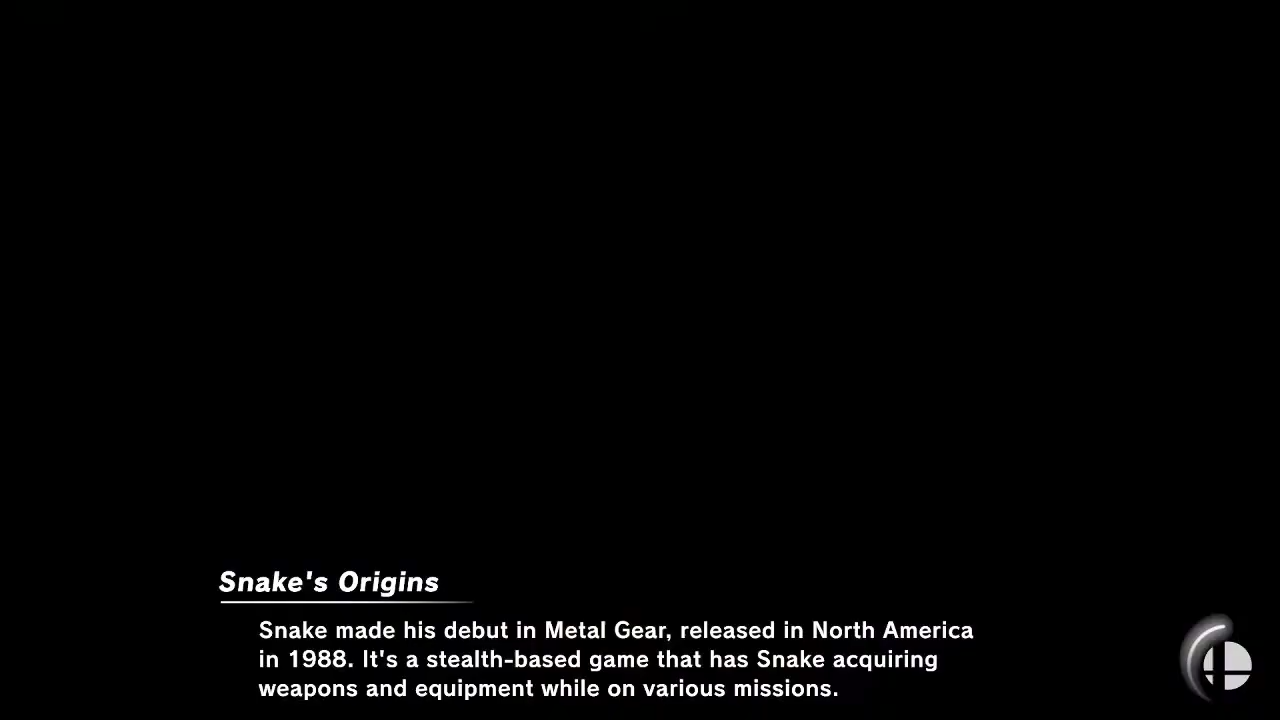 Snake's Origins
Snake made his debut in Metal Gear, released in North America
in 1988. It's a stealth-based game that has Snake acquiring
weapons and equipment while on various missions.